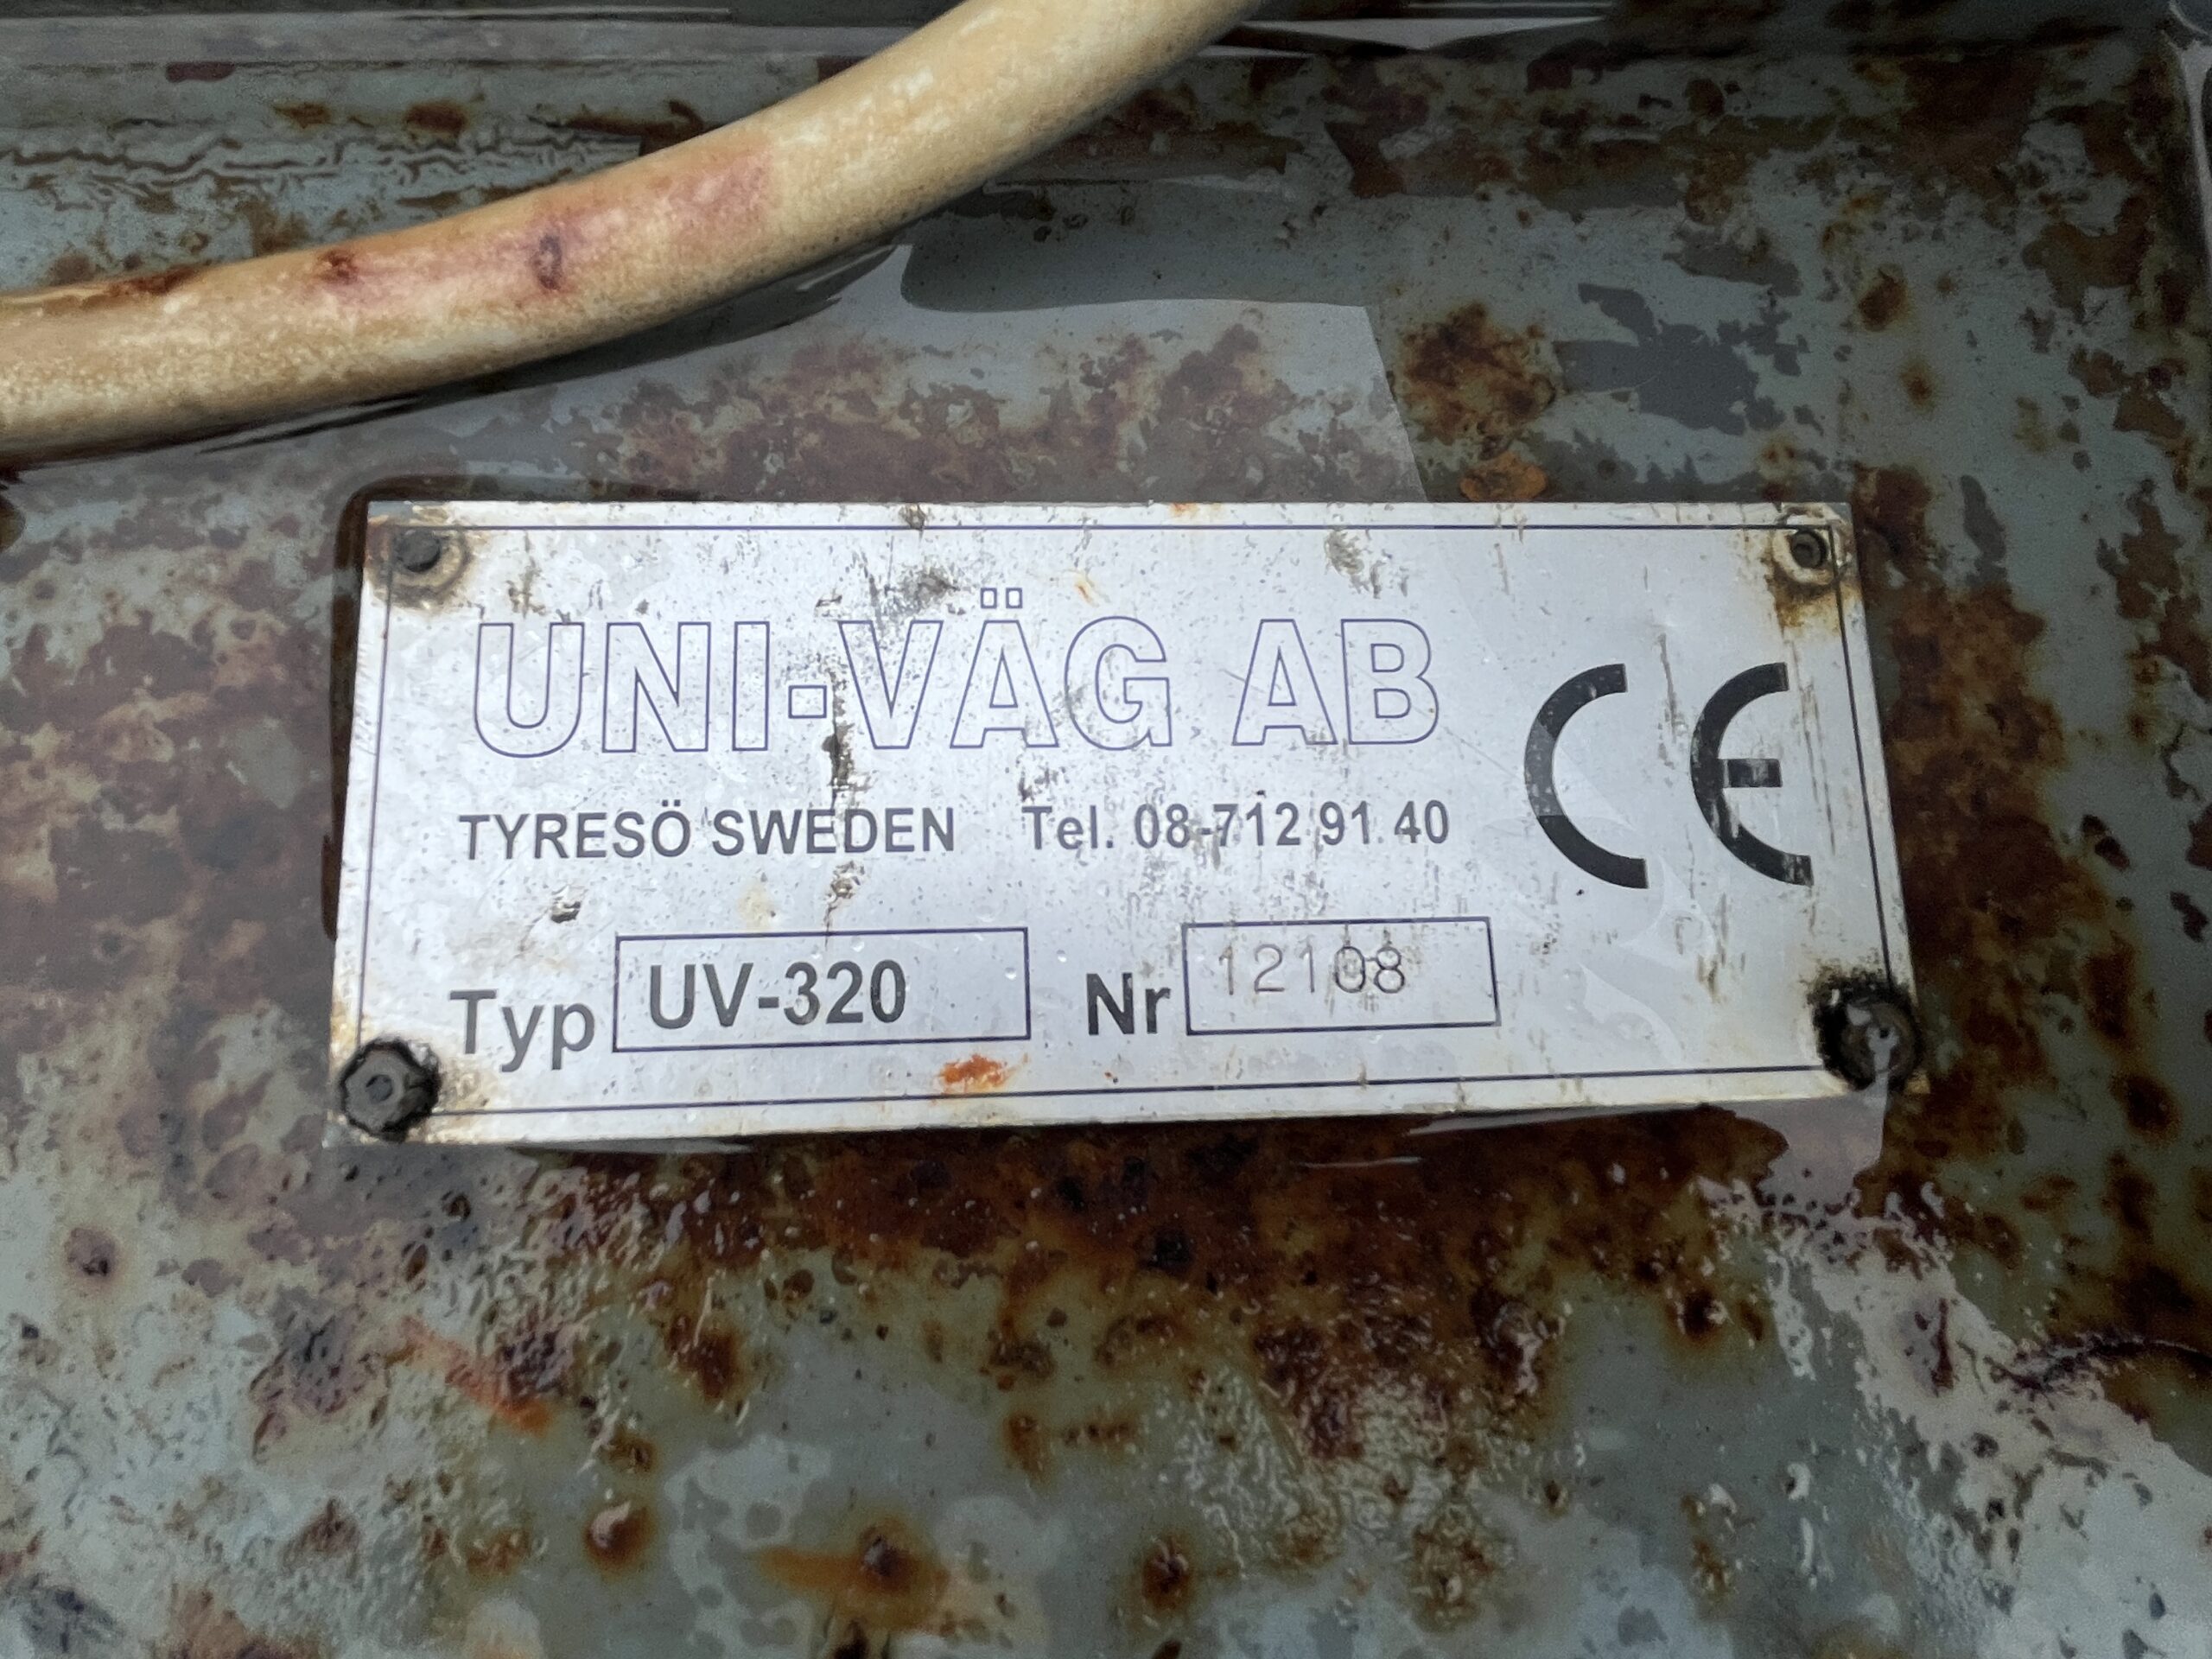 UNI-VÄG AB
CE
TYRESÖ SWEDEN Tel. 08-712 91 40
Typ UV-320 Nr 12108